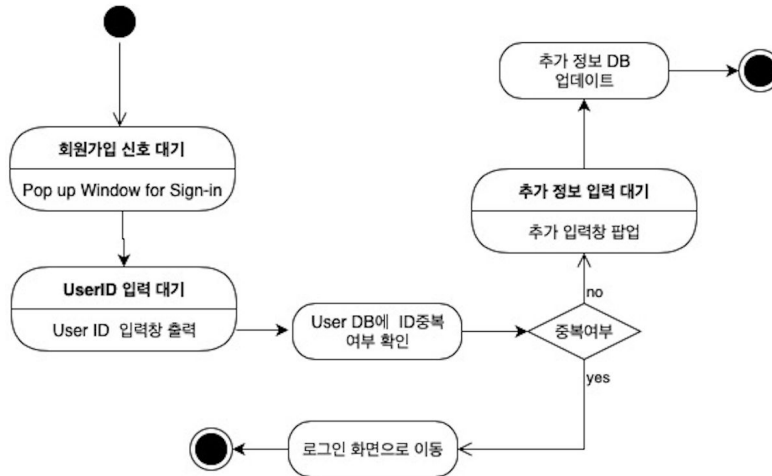 추가 정보 DB
업데이트
회원가입 신호 대기
Pop up Window for Sign-in
추가 정보 입력 대기
추가 입력창 팝업
UserID 입력 대기
User ID 입력창 출력
User DB에 ID중복
여부 확인
중복여부
no
yes
로그인 화면으로 이동